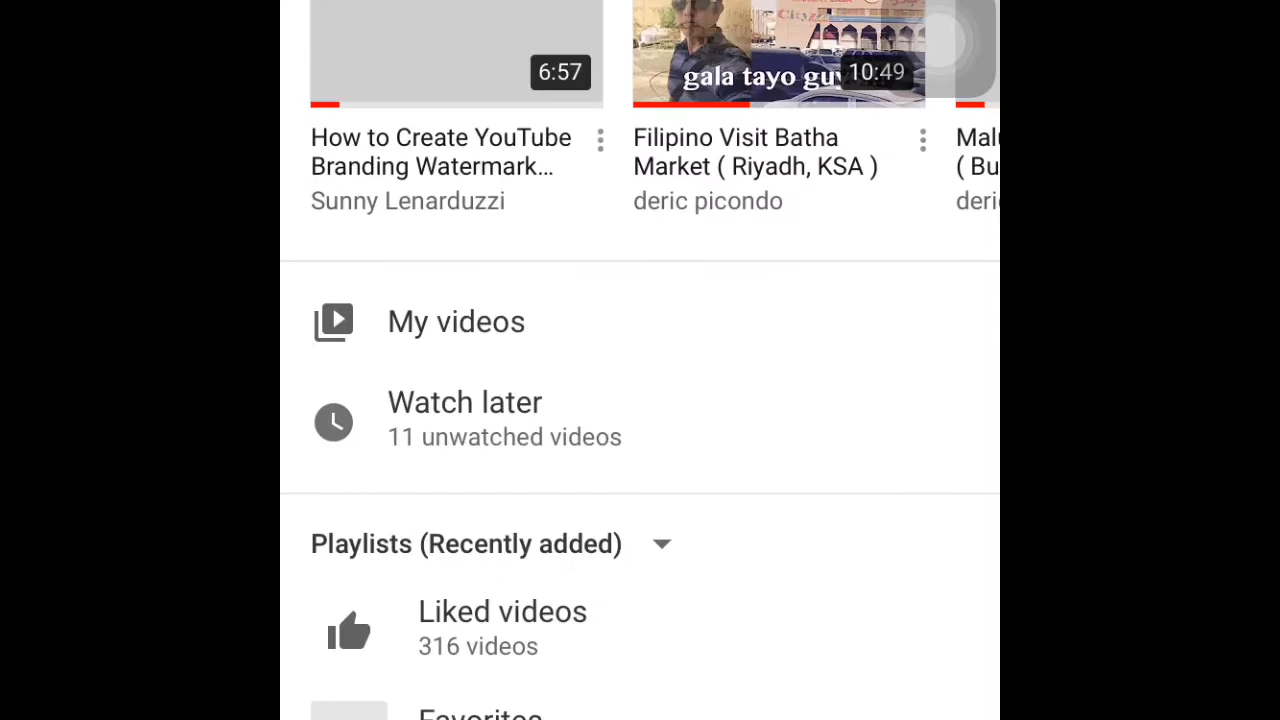 6:57
gala tayo
10:49
How to Create YouTube
Branding Watermark...
Sunny Lenarduzzi
Filipino Visit Batha
Market ( Riyadh, KSA )
deric picondo
My videos
Watch later
11 unwatched videos
Playlists (Recently added)
Liked videos
316 videos
Favorites